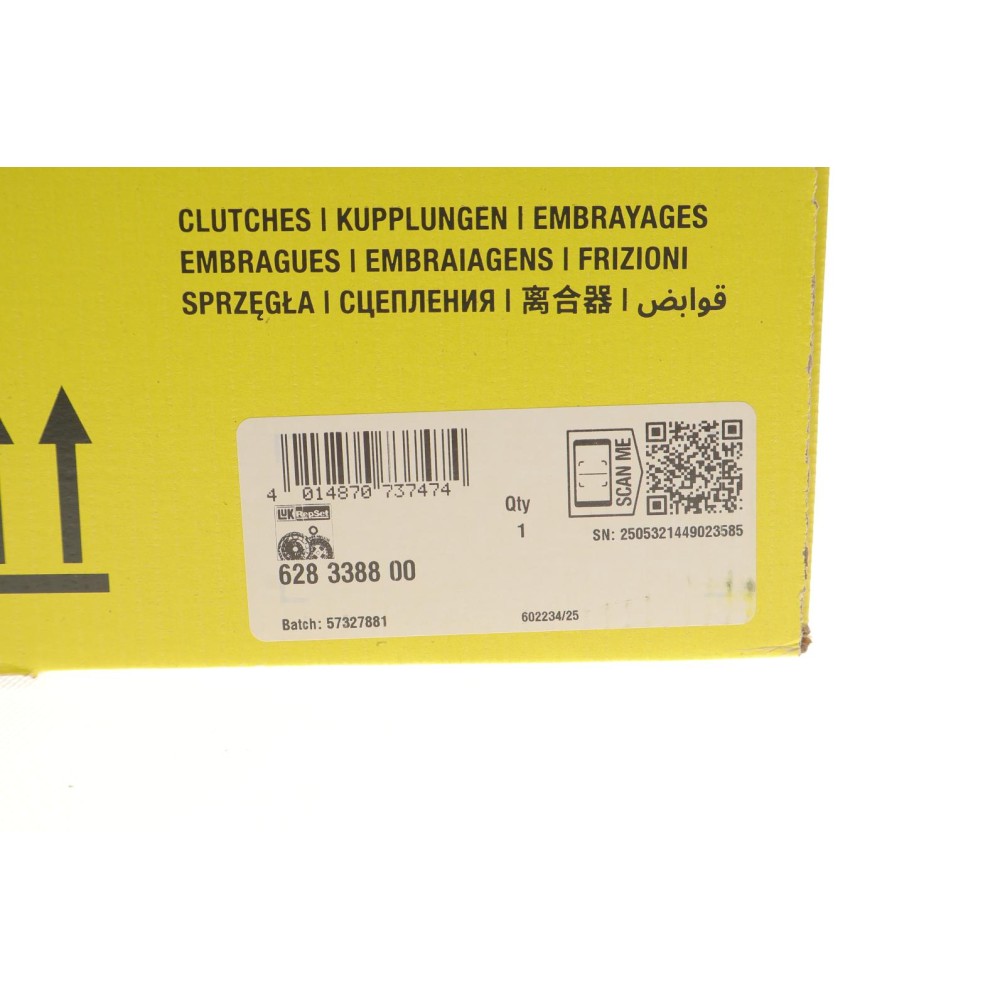 CLUTCHES | KUPPLUNGEN | EMBRAYAGES
EMBRAGUES | EMBRAIAGENS | FRIZIONI
SPRZĘGŁA | СЦЕПЛЕНИЯ | 离合器 | قوابض
4 014870 737474
LUK RepSet
628 3388 00
Qty
1
SCAN ME
SN: 2505321449023585
Batch: 57327881
602234/25